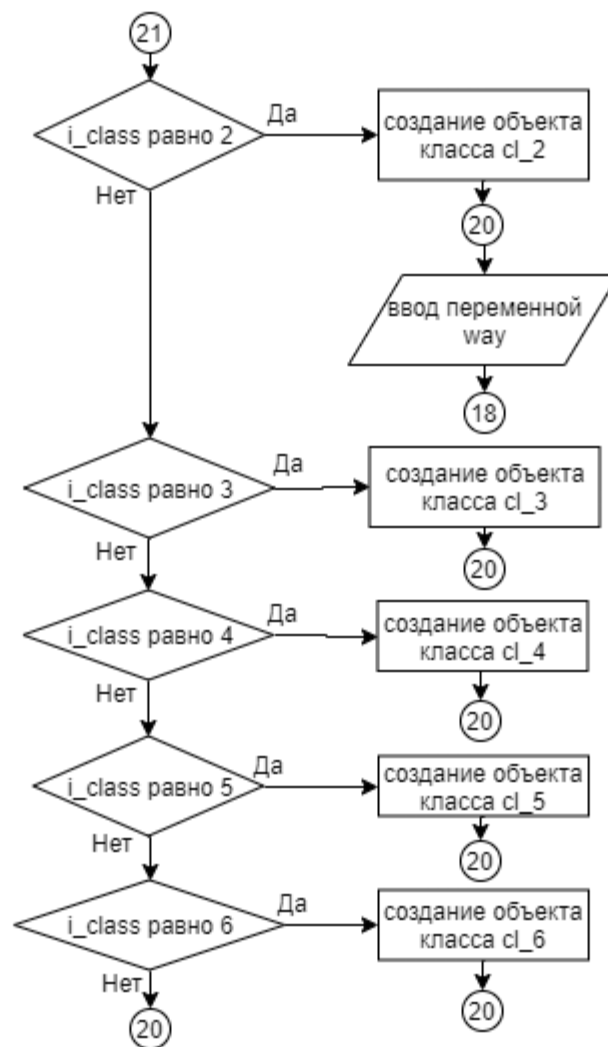 21
i_class равно 2
Да
создание объекта
класса cl_2
Нет
20
ввод переменной
way
18
i_class равно 3
Да
создание объекта
класса cl_3
Нет
20
i_class равно 4
Да
создание объекта
класса cl_4
Нет
20
i_class равно 5
Да
создание объекта
класса cl_5
Нет
20
i_class равно 6
Да
создание объекта
класса cl_6
Нет
20
20